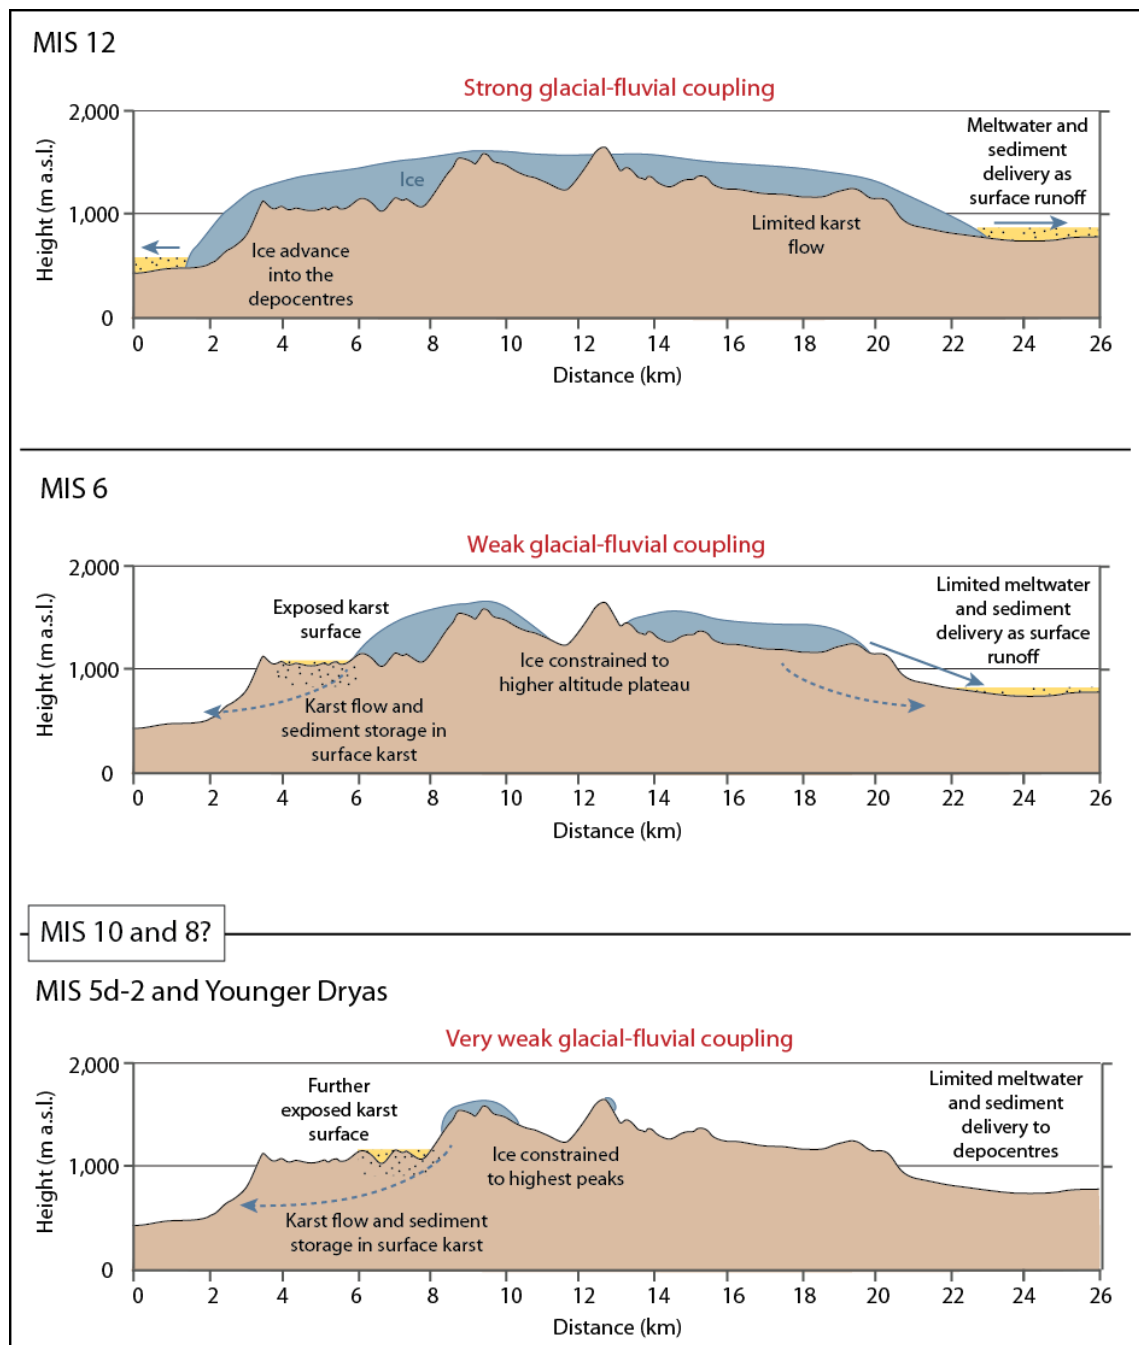 MIS 12
Strong glacial-fluvial coupling
2,000
1,000
0
Height (m a.s.l.)
Ice
Meltwater and
sediment
delivery as
surface runoff
Ice advance
into the
depocentres
Limited karst
flow
0 2 4 6 8 10 12 14 16 18 20 22 24 26
Distance (km)
MIS 6
Weak glacial-fluvial coupling
2,000
1,000
0
Height (m a.s.l.)
Exposed karst
surface
Limited meltwater
and sediment
delivery as surface
runoff
Ice constrained to
higher altitude plateau
Karst flow and
sediment storage in
surface karst
0 2 4 6 8 10 12 14 16 18 20 22 24 26
Distance (km)
MIS 10 and 8?
MIS 5d-2 and Younger Dryas
Very weak glacial-fluvial coupling
2,000
1,000
0
Height (m a.s.l.)
Further
exposed karst
surface
Limited meltwater
and sediment
delivery to
depocentres
Ice constrained
to highest peaks
Karst flow and sediment
storage in surface karst
0 2 4 6 8 10 12 14 16 18 20 22 24 26
Distance (km)